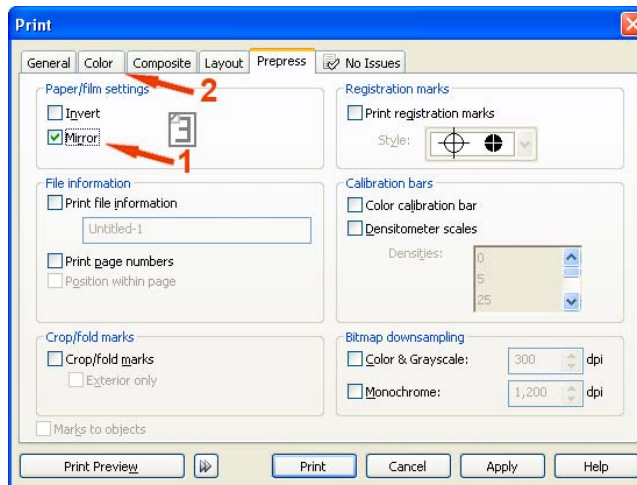 Print
General Color Composite Layout Prepress No Issues
2
Paper/film settings
Invert
Mirror
1
File information
Print file information
Untitled-1
Print page numbers
Position within page
Crop/fold marks
Crop/fold marks
Exterior only
Marks to objects
Registration marks
Print registration marks
Style:
Calibration bars
Color calibration bar
Densitometer scales
Densities:
0
5
25
Bitmap downsampling
Color & Grayscale: 300 dpi
Monochrome: 1,200 dpi
Print Preview Print Cancel Apply Help